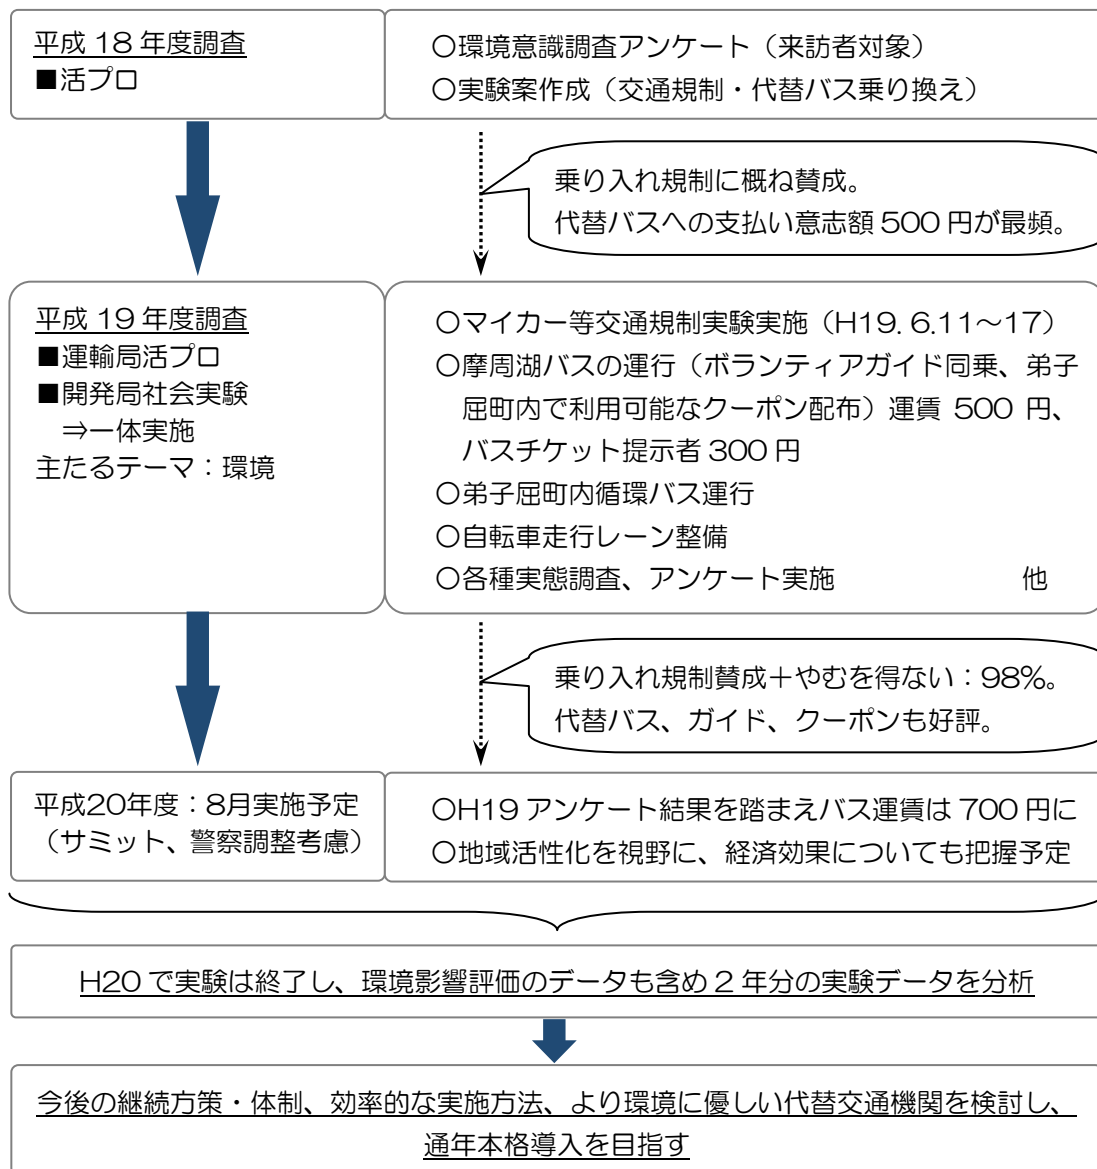 平成 18 年度調査
■活プロ
○環境意識調査アンケート（来訪者対象）
○実験案作成（交通規制・代替バス乗り換え）
乗り入れ規制に概ね賛成。
代替バスへの支払い意志額 500 円が最頻。
平成 19 年度調査
■運輸局活プロ
■開発局社会実験
⇒一体実施
主たるテーマ：環境
○マイカー等交通規制実験実施（H19. 6.11～17）
○摩周湖バスの運行（ボランティアガイド同乗、弟子
屈町内で利用可能なクーポン配布）運賃 500 円、
バスチケット提示者 300 円
○弟子屈町内循環バス運行
○自転車走行レーン整備
○各種実態調査、アンケート実施 他
乗り入れ規制賛成＋やむを得ない：98%。
代替バス、ガイド、クーポンも好評。
平成20年度：8月実施予定
（サミット、警察調整考慮）
○H19 アンケート結果を踏まえバス運賃は 700 円に
○地域活性化を視野に、経済効果についても把握予定
H20 で実験は終了し、環境影響評価のデータも含め 2 年分の実験データを分析
今後の継続方策・体制、効率的な実施方法、より環境に優しい代替交通機関を検討し、
通年本格導入を目指す